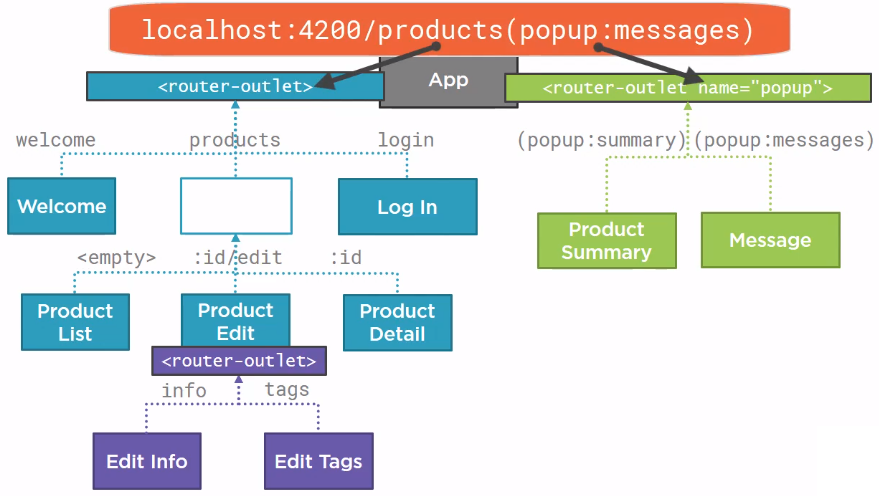 localhost:4200/products(popup:messages)
<router-outlet>
App
<router-outlet name="popup">
welcome
products
login
(popup:summary)
(popup:messages)
Welcome
Log In
Product
Summary
Message
<empty>
:id/edit
:id
Product
List
Product
Edit
Product
Detail
<router-outlet>
info
tags
Edit Info
Edit Tags